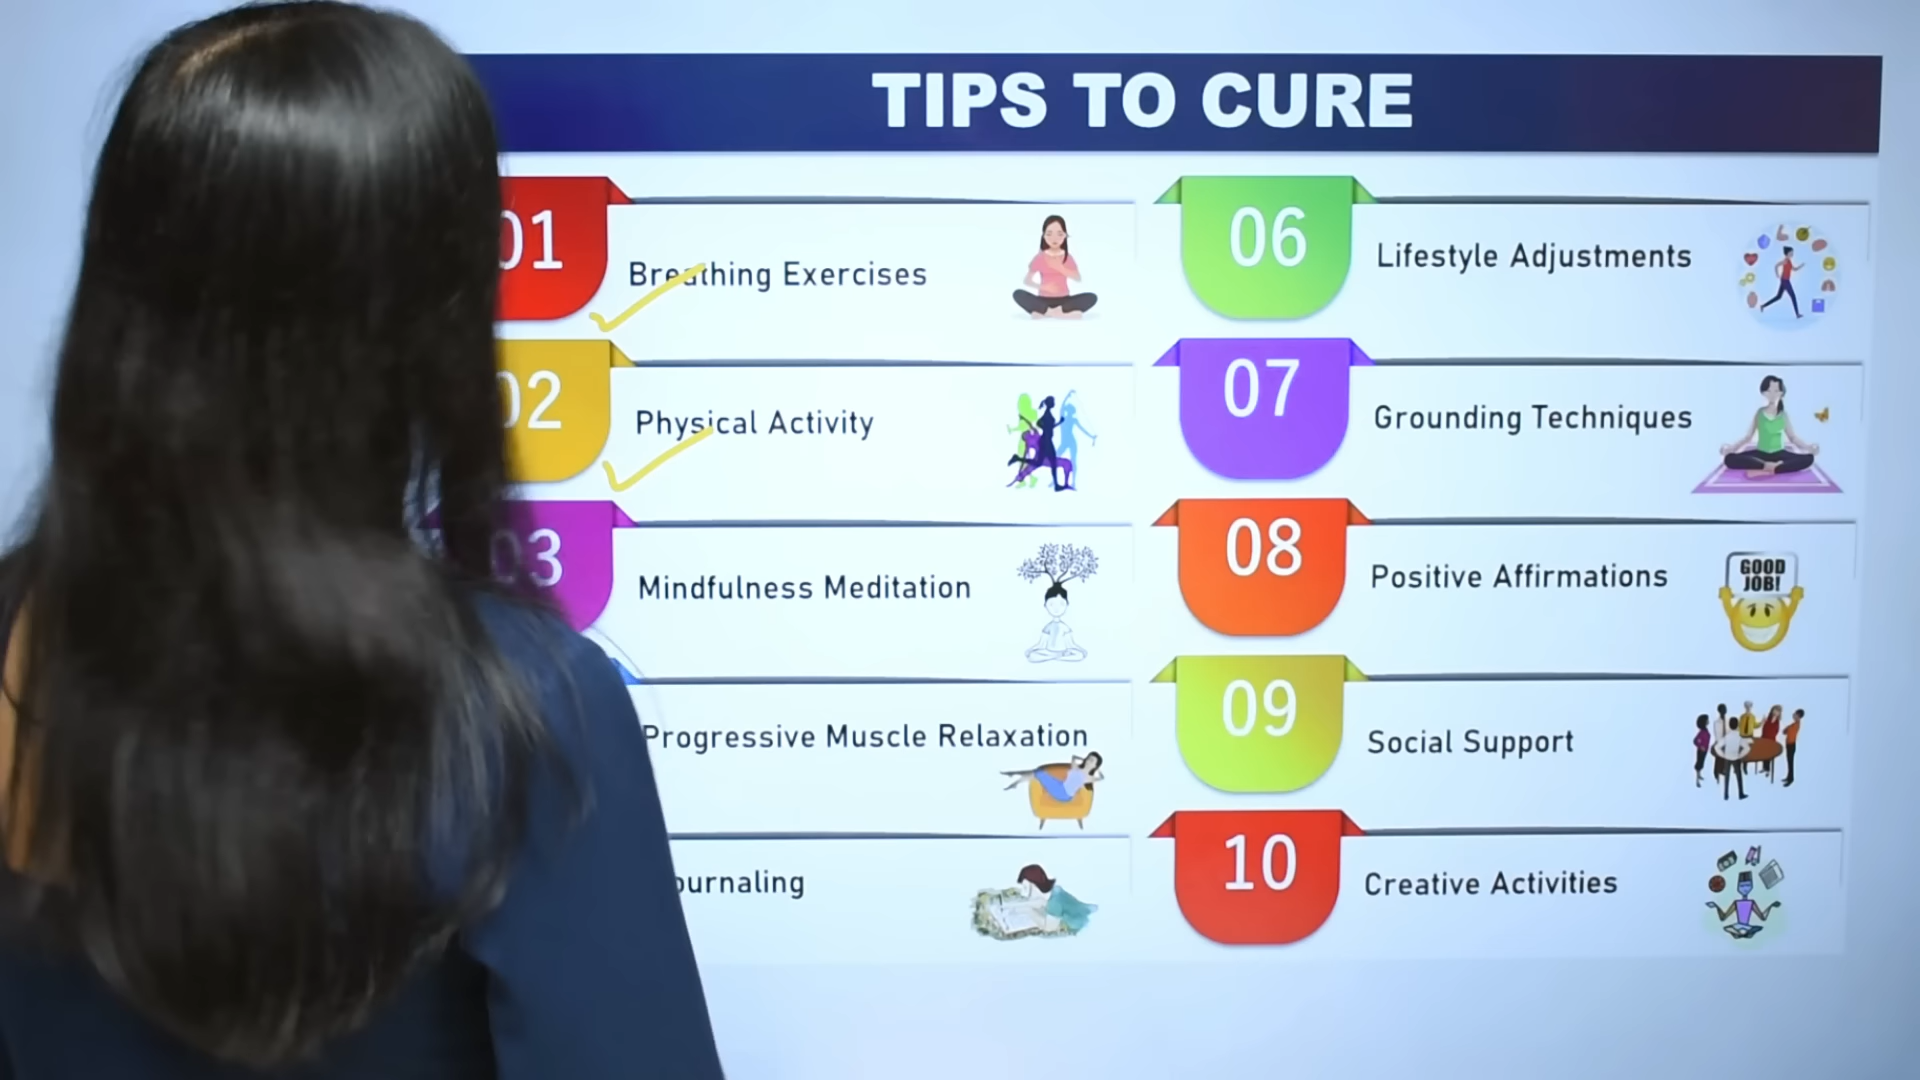 TIPS TO CURE
01
Breathing Exercises
02
Physical Activity
03
Mindfulness Meditation
Progressive Muscle Relaxation
ournaling
06
Lifestyle Adjustments
07
Grounding Techniques
08
Positive Affirmations
GOOD
JOB!
09
Social Support
10
Creative Activities